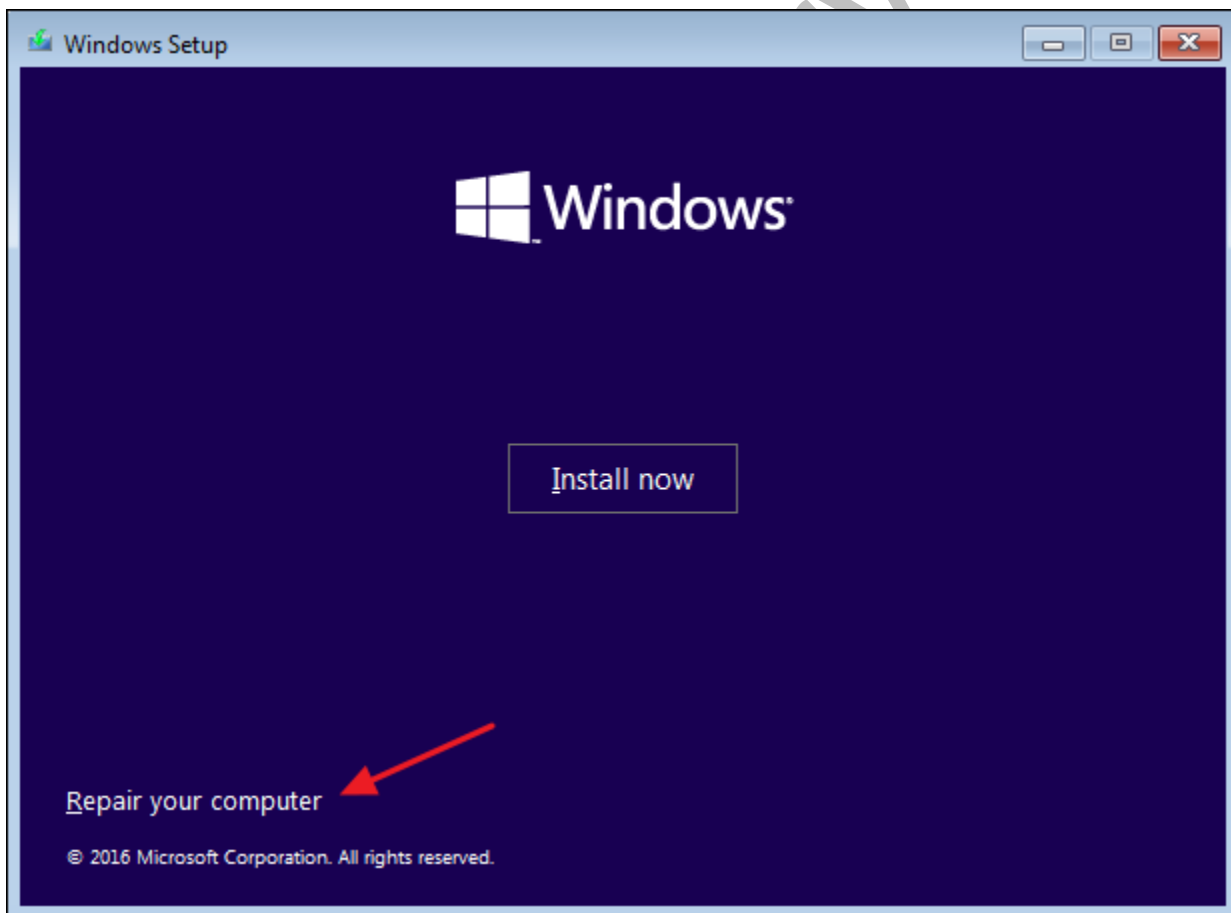 Windows Setup
Windows
Install now
Repair your computer
© 2016 Microsoft Corporation. All rights reserved.